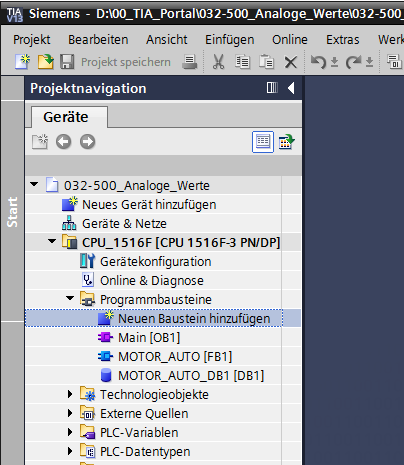 TIA V13 Siemens - D:\00_TIA_Portal\032-500_Analoge_Werte\032-500_
Projekt Bearbeiten Ansicht Einfügen Online Extras Werk
Projekt speichern
Projektnavigation
Geräte
Start
032-500_Analoge_Werte
Neues Gerät hinzufügen
Geräte & Netze
CPU_1516F [CPU 1516F-3 PN/DP]
Gerätekonfiguration
Online & Diagnose
Programmbausteine
Neuen Baustein hinzufügen
Main [OB1]
MOTOR_AUTO [FB1]
MOTOR_AUTO_DB1 [DB1]
Technologieobjekte
Externe Quellen
PLC-Variablen
PLC-Datentypen